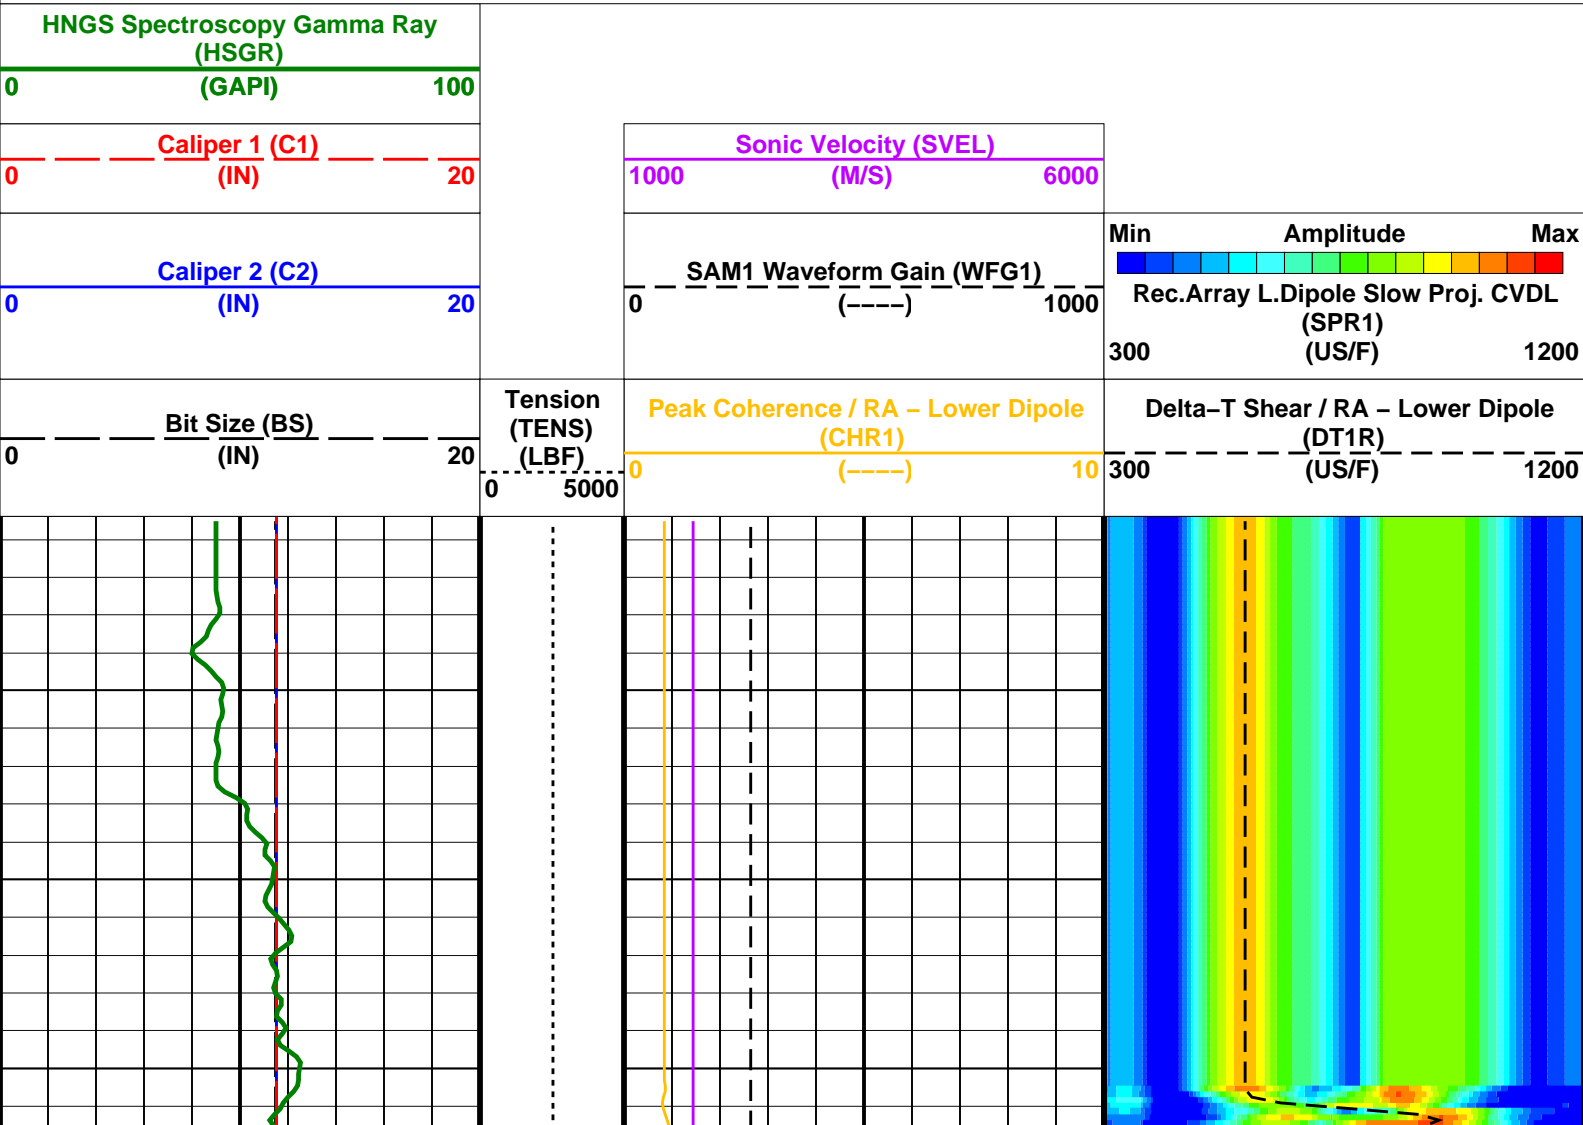 HNGS Spectroscopy Gamma Ray
(HSGR)
0 (GAPI) 100
Caliper 1 (C1)
0 (IN) 20
Caliper 2 (C2)
0 (IN) 20
Bit Size (BS)
0 (IN) 20
Tension
(TENS)
(LBF)
0 5000
Sonic Velocity (SVEL)
1000 (M/S) 6000
SAM1 Waveform Gain (WFG1)
0 (––––) 1000
Peak Coherence / RA – Lower Dipole
(CHR1)
0 (––––) 10
Min Amplitude Max
Rec.Array L.Dipole Slow Proj. CVDL
(SPR1)
300 (US/F) 1200
Delta–T Shear / RA – Lower Dipole
(DT1R)
300 (US/F) 1200